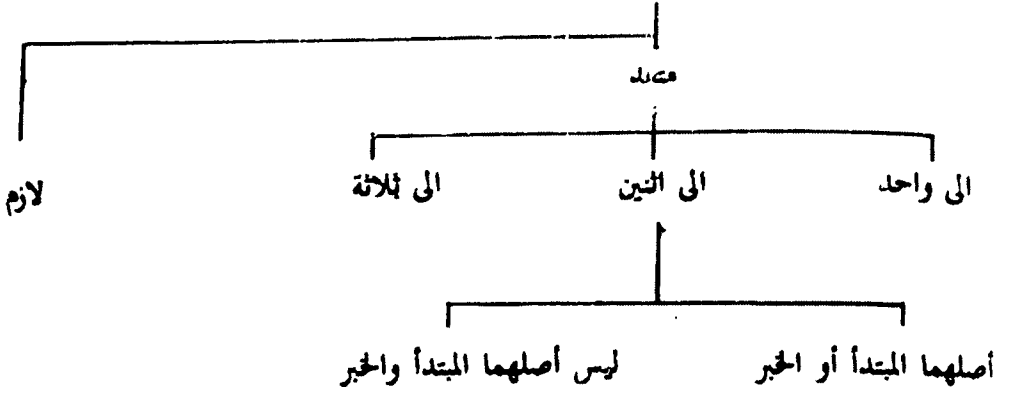 متعد
الى واحد الى اثنين الى ثلاثة لازم
أصلهما المبتدأ أو الخبر ليس أصلهما المبتدأ والخبر